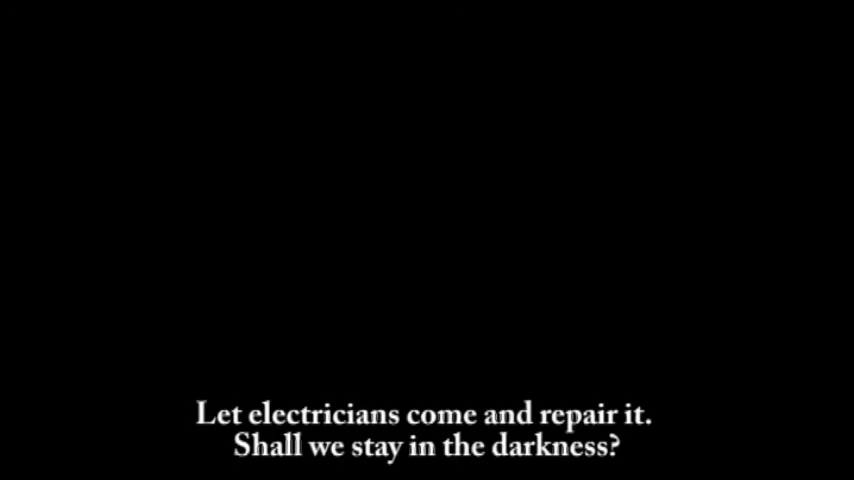 Let electricians come and repair it.
Shall we stay in the darkness?